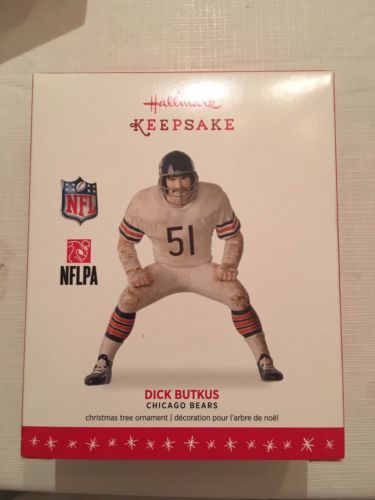 Hallmark
KEEPSAKE
NFL
NFLPA
51
DICK BUTKUS
CHICAGO BEARS
christmas tree ornament | décoration pour l'arbre de noël